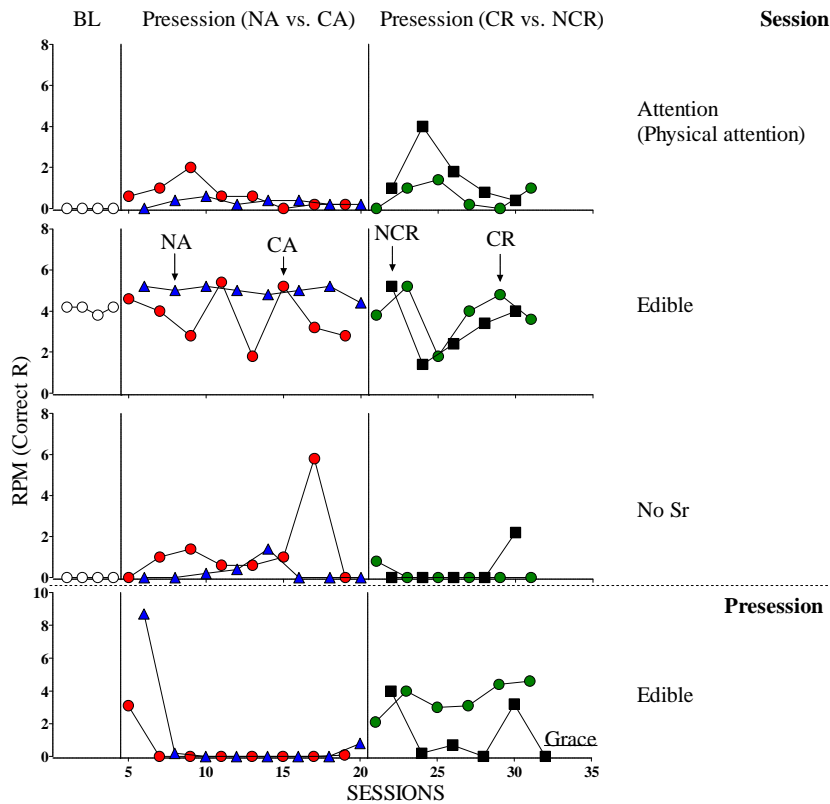 BL Presession (NA vs. CA) Presession (CR vs. NCR) Session
8
6
4
2
0
Attention
(Physical attention)
8
6
4
2
0
NA CA NCR CR
Edible
8
6
4
2
0
No Sr
RPM (Correct R)
Presession
10
8
6
4
2
0
Edible
Grace
5 10 15 20 25 30 35
SESSIONS